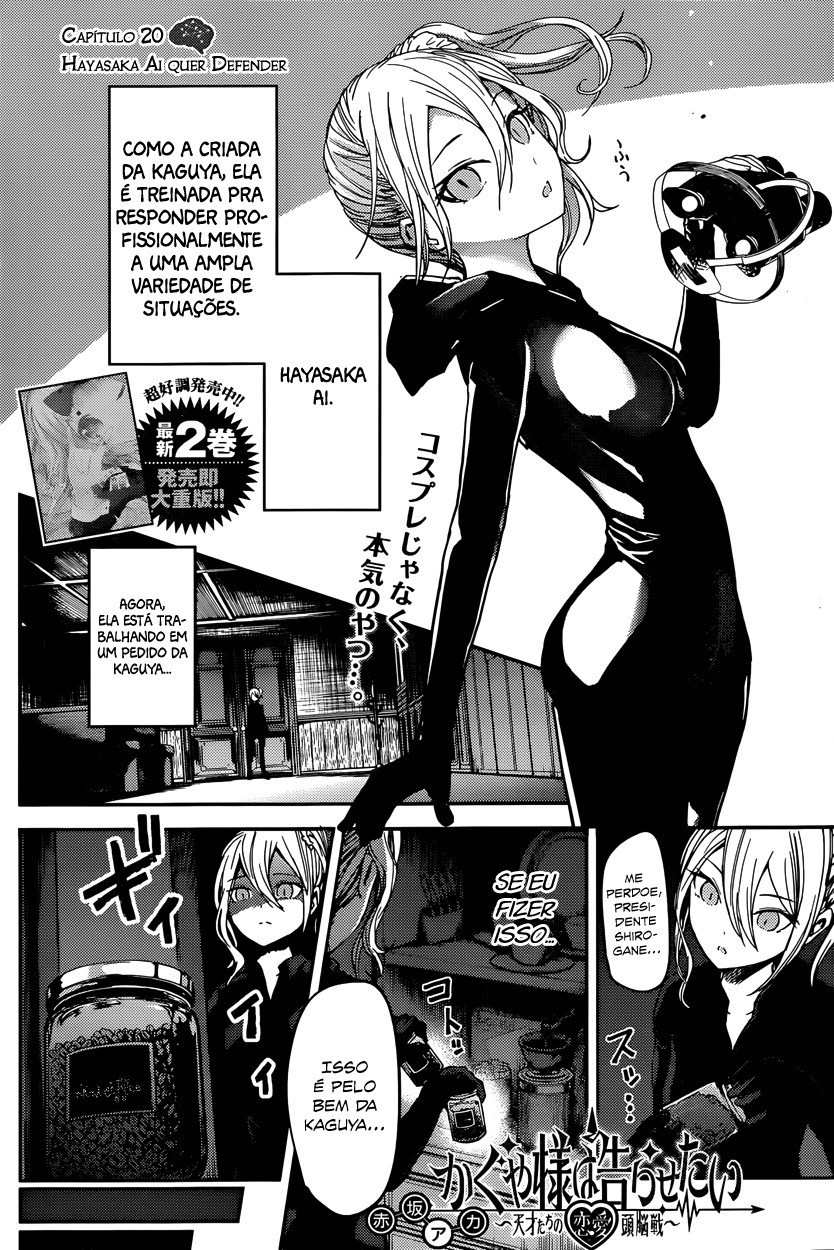 CAPÍTULO 20
HAYASAKA AI QUER DEFENDER
COMO A CRIADA
DA KAGUYA, ELA
É TREINADA PRA
RESPONDER PRO-
FISSIONALMENTE
A UMA AMPLA
VARIEDADE DE
SITUAÇÕES.
HAYASAKA
AI.
ふぅ
超好調発売中!!
最新2巻
発売即
大重版!!
コスプレじゃなく、
本気のやつ…。
AGORA,
ELA ESTÁ TRA-
BALHANDO EM
UM PEDIDO DA
KAGUYA...
ME
PERDOE,
PRESI-
DENTE
SHIRO-
GANE...
スッ…
SE EU
FIZER
ISSO...
コトッ
ISSO
É PELO
BEM DA
KAGUYA...
ギィ
ィィ
かぐや様は告らせたい
〜天才たちの恋愛頭脳戦〜
赤坂アカ